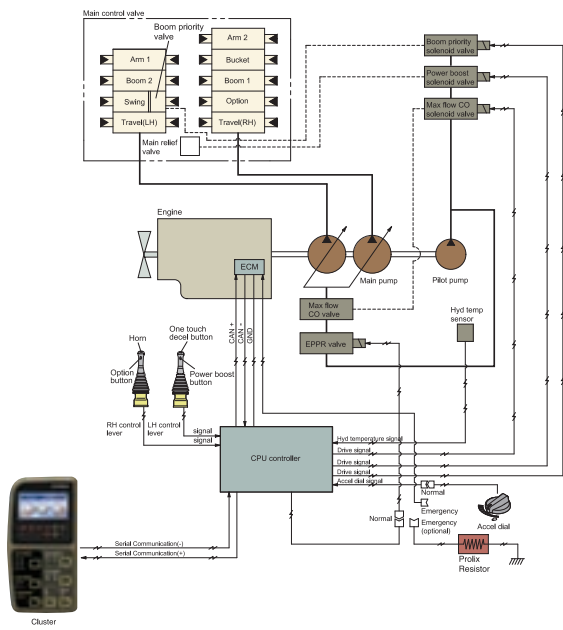 Main control valve
Boom priority
valve
Arm 2
Arm 1
Bucket
Boom 2
Boom 1
Swing
Option
Travel(LH)
Travel(RH)
Main relief
valve
Boom priority
solenoid valve
Power boost
solenoid valve
Max flow CO
solenoid valve
Engine
ECM
Main pump
Pilot pump
CAN +
CAN -
GND
Max flow
CO valve
EPPR valve
Hyd temp
sensor
Horn
One touch
decel button
Option
button
Power boost
button
RH control
lever
LH control
lever
signal
signal
CPU controller
Hyd temperature signal
Drive signal
Drive signal
Drive signal
Accel dial signal
Normal
Emergency
Accel dial
Normal
Emergency
(optional)
Prolix
Resistor
Serial Communication(-)
Serial Communication(+)
Cluster